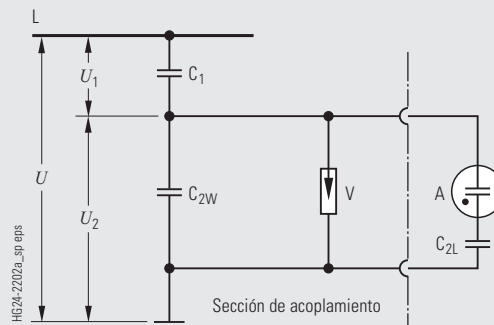 L
C1
U1
U
C2W
V
A
U2
C2L
Sección de acoplamiento
HG24-2202a_sp eps